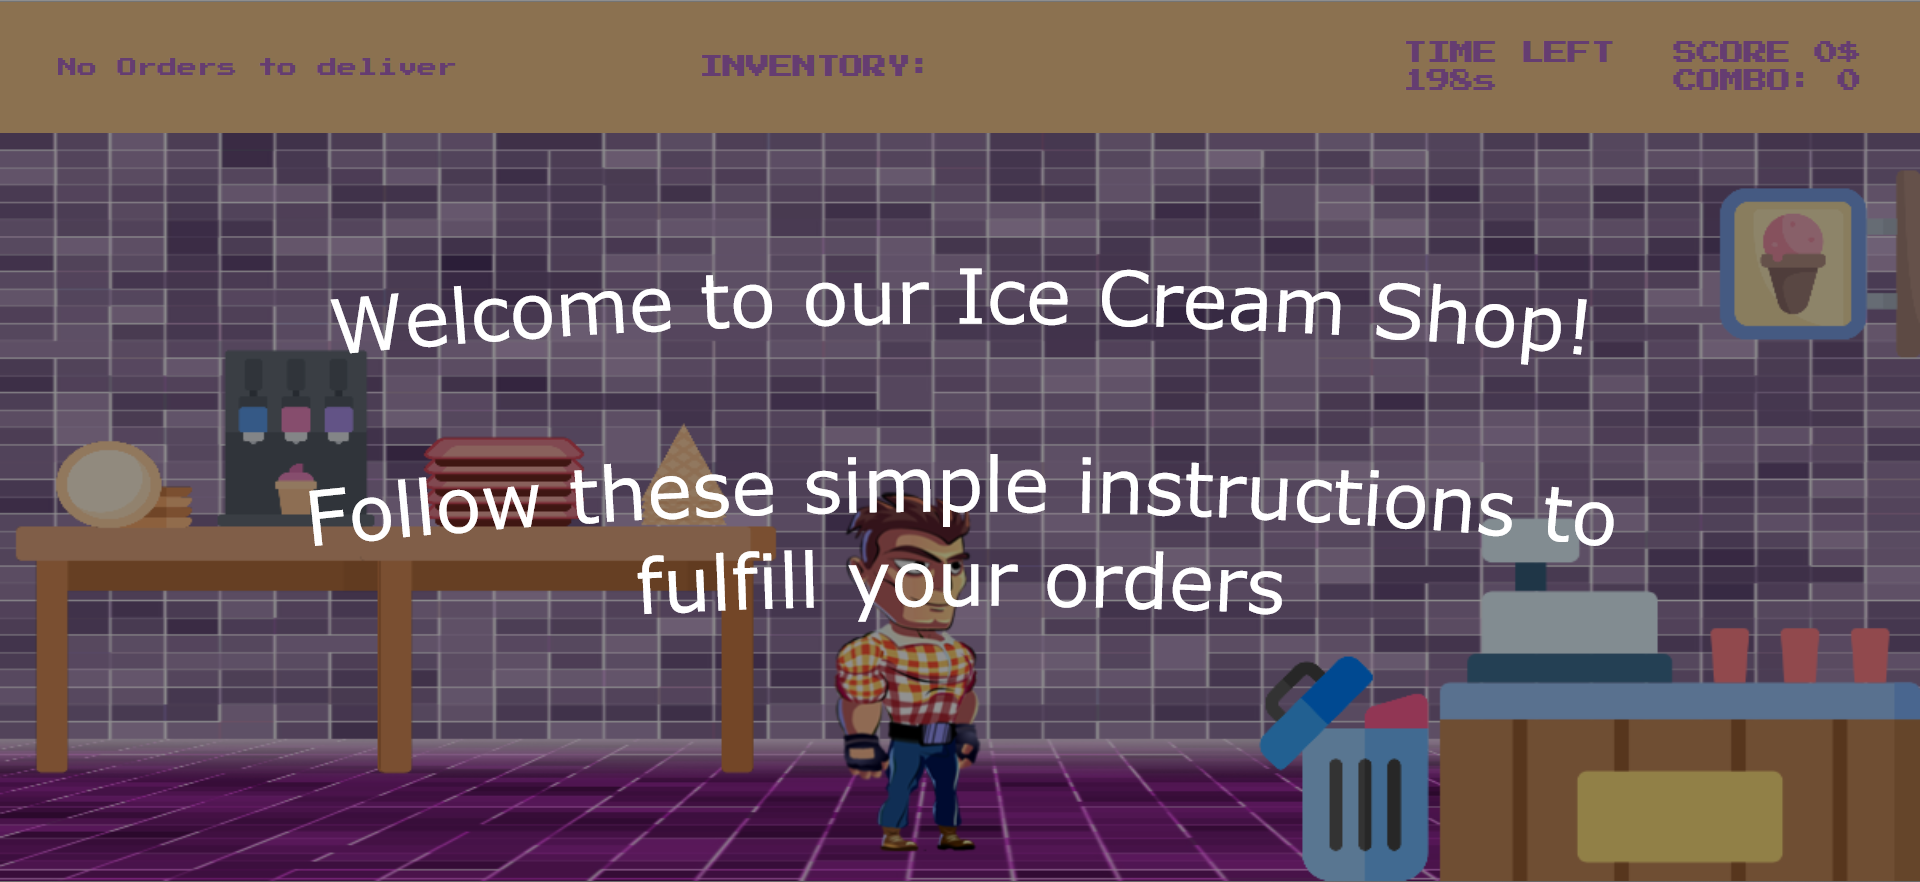 No Orders to deliver
INVENTORY:
TIME LEFT
198s
SCORE 0$
COMBO: 0
Welcome to our Ice Cream Shop!
Follow these simple instructions to
fulfill your orders